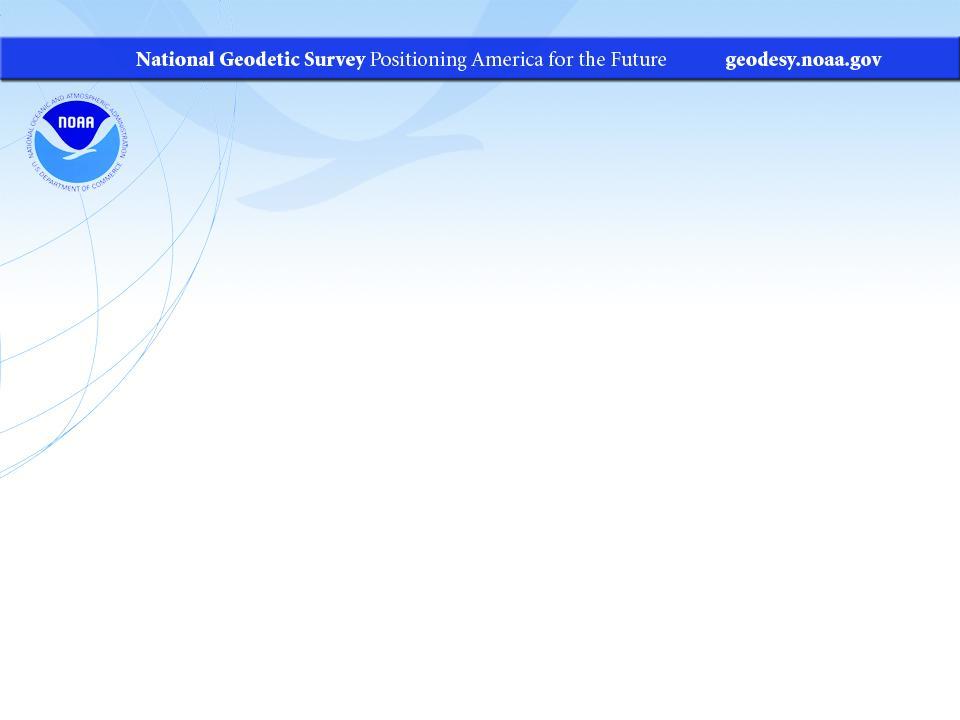 National Geodetic Survey Positioning America for the Future geodesy.noaa.gov
NATIONAL OCEANIC AND ATMOSPHERIC ADMINISTRATION
NOAA
U.S. DEPARTMENT OF COMMERCE